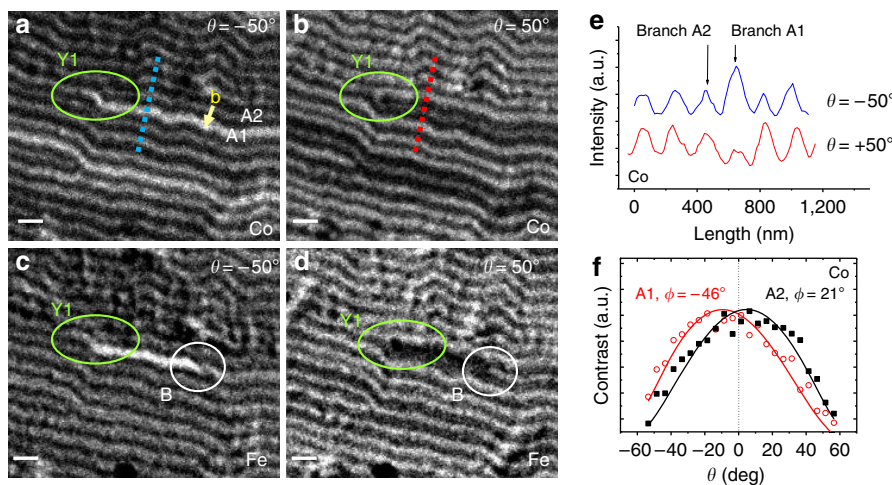 a
θ = −50°
Y1
b
A2
A1
Co
b
θ = 50°
Y1
Co
c
θ = −50°
Y1
B
Fe
d
θ = 50°
Y1
B
Fe
e
Branch A2
Branch A1
θ = −50°
θ = +50°
Co
Intensity (a.u.)
0
400
800
1,200
Length (nm)
f
Co
A1, ϕ = −46°
A2, ϕ = 21°
Contrast (a.u.)
−60
−40
−20
0
20
40
60
θ (deg)